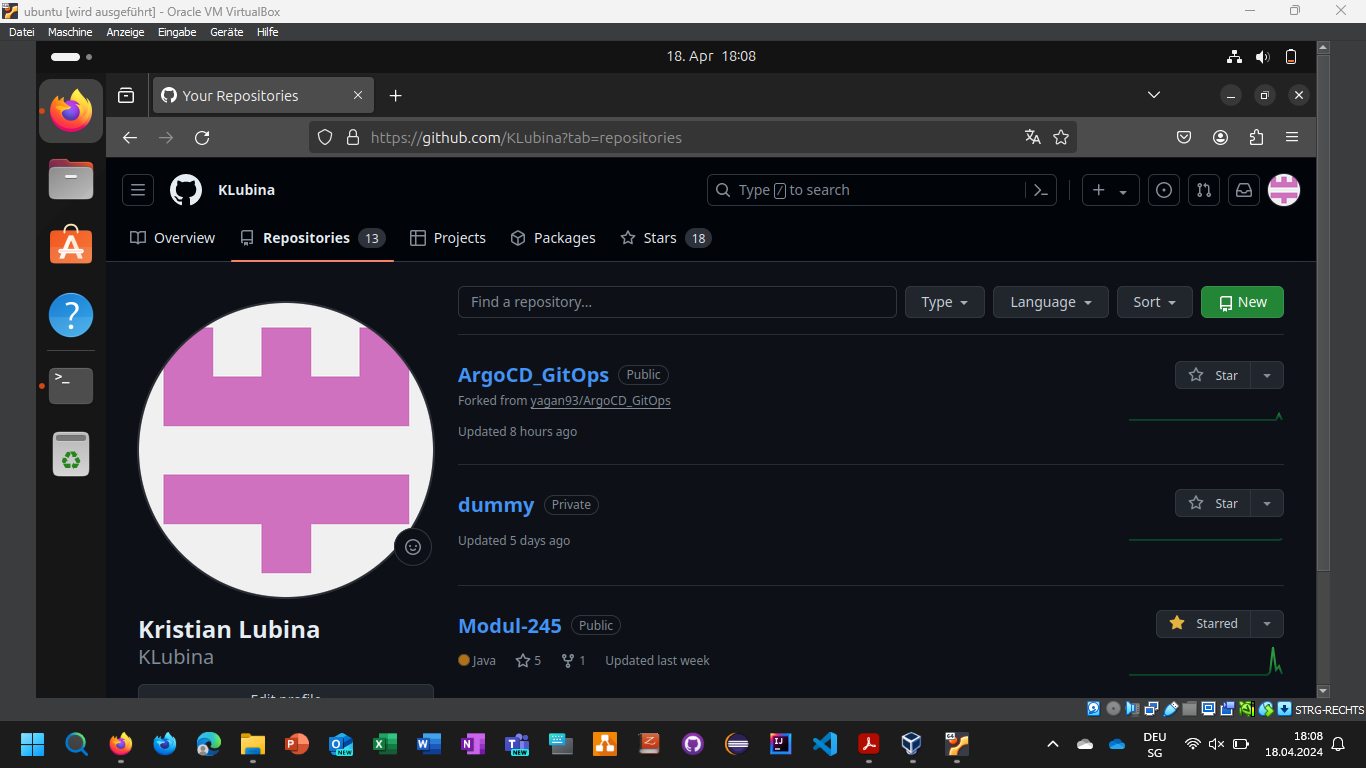 ubuntu [wird ausgeführt] - Oracle VM VirtualBox
Datei Maschine Anzeige Eingabe Geräte Hilfe
18. Apr 18:08
Your Repositories
https://github.com/KLubina?tab=repositories
KLubina
Type / to search
Overview
Repositories 13
Projects
Packages
Stars 18
Find a repository...
Type
Language
Sort
New
ArgoCD_GitOps Public
Star
Forked from yagan93/ArgoCD_GitOps
Updated 8 hours ago
dummy Private
Star
Updated 5 days ago
Modul-245 Public
Starred
Java 5 1 Updated last week
Kristian Lubina
KLubina
Edit profile
STRG-RECHTS
DEU
SG
18:08
18.04.2024